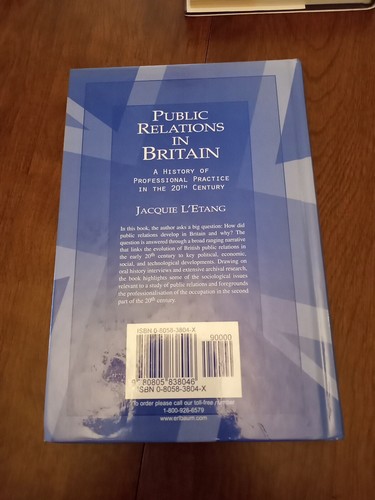 PUBLIC
RELATIONS IN
BRITAIN
A HISTORY OF
PROFESSIONAL PRACTICE
IN THE 20TH CENTURY
JACQUIE L'ETANG
In this book, the author asks a big question: How did
public relations develop in Britain and why? The
question is answered through a broad ranging narrative
that links the evolution of British public relations in
the early 20th century to key political, economic,
social, and technological developments. Drawing on
oral history interviews and extensive archival research,
the book highlights some of the sociological issues
relevant to a study of public relations and foregrounds
the professionalisation of the occupation in the second
part of the 20th century.
ISBN 0-8058-3804-X
90000
9 780805 838046
ISBN 0-8058-3804-X
To order please call our toll-free number
1-800-926-6579
www.erlbaum.com